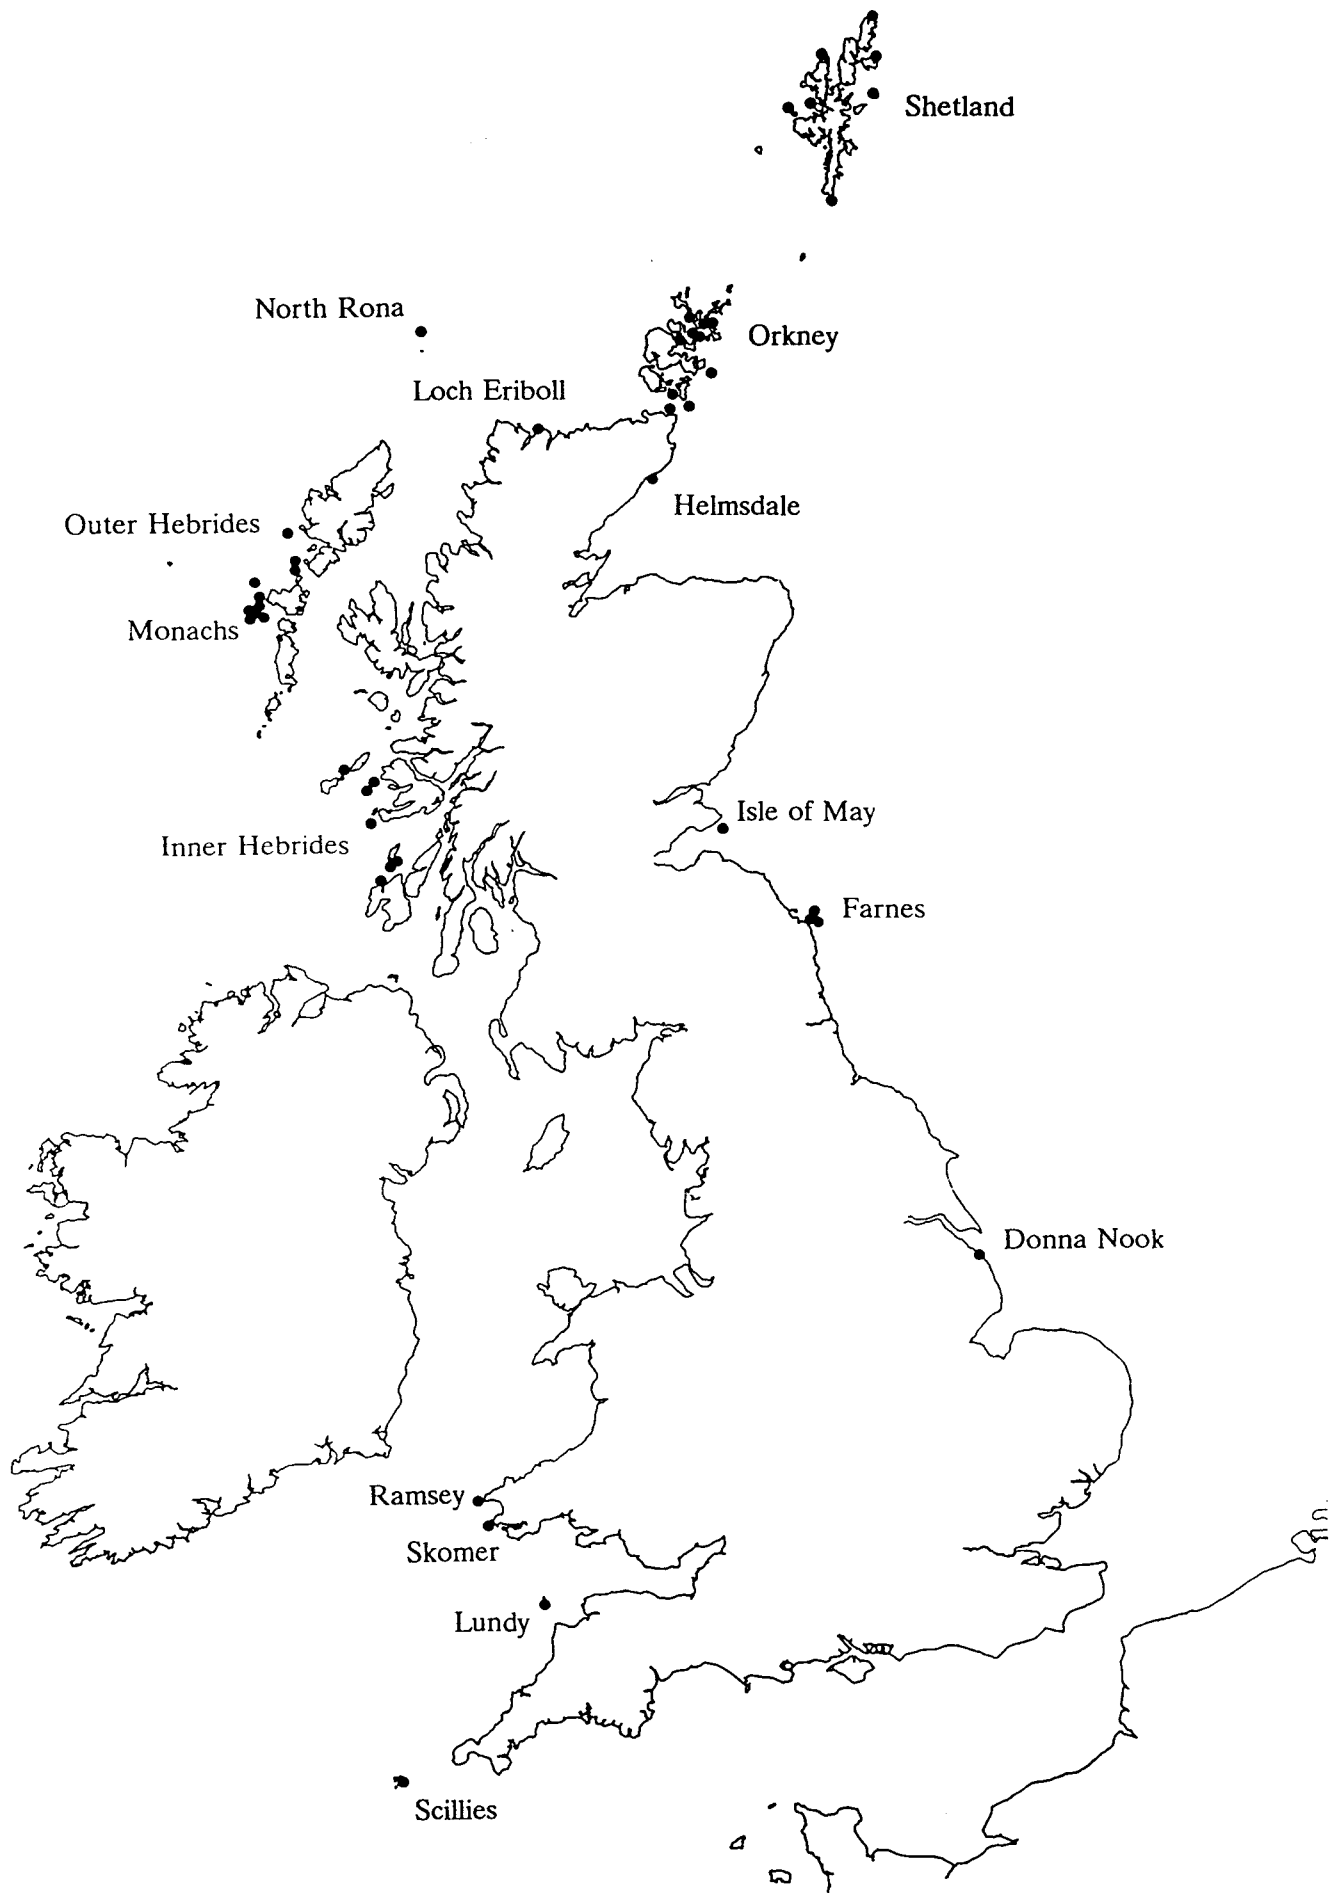 Shetland
North Rona
Orkney
Loch Eriboll
Helmsdale
Outer Hebrides
Monachs
Isle of May
Inner Hebrides
Farnes
Donna Nook
Ramsey
Skomer
Lundy
Scillies